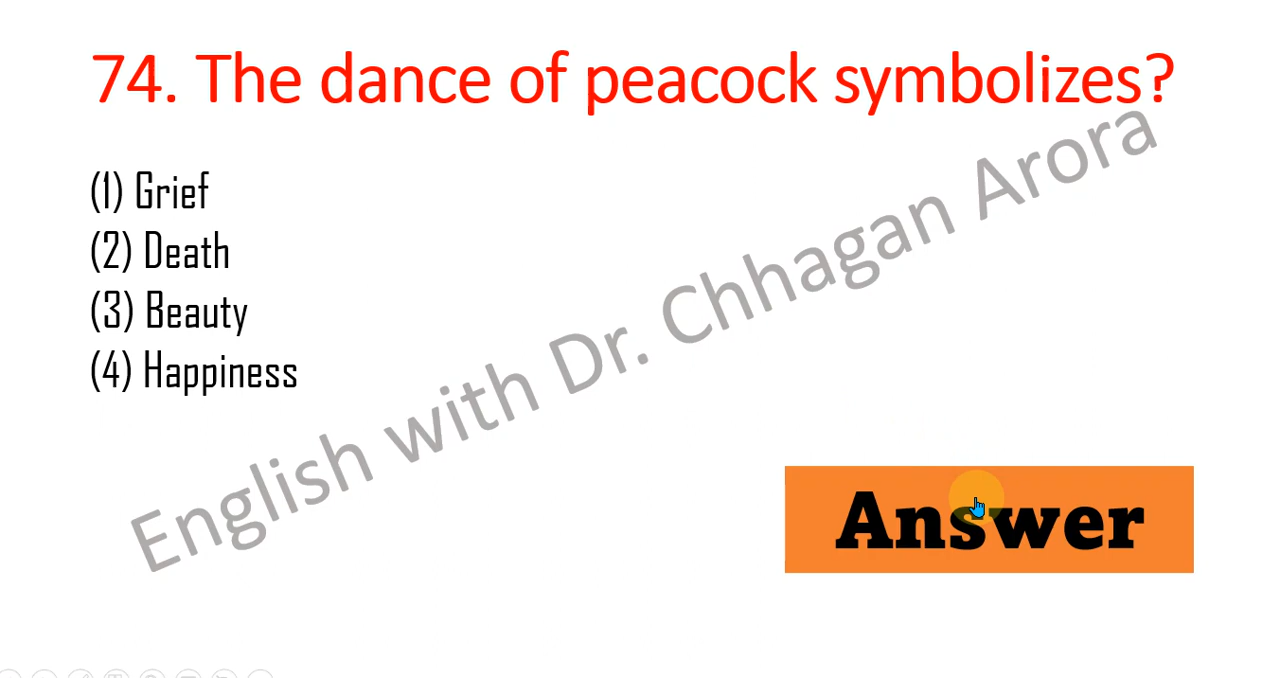 74. The dance of peacock symbolizes?
(1) Grief
(2) Death
(3) Beauty
(4) Happiness
English with Dr. Chhagan Arora
Answer